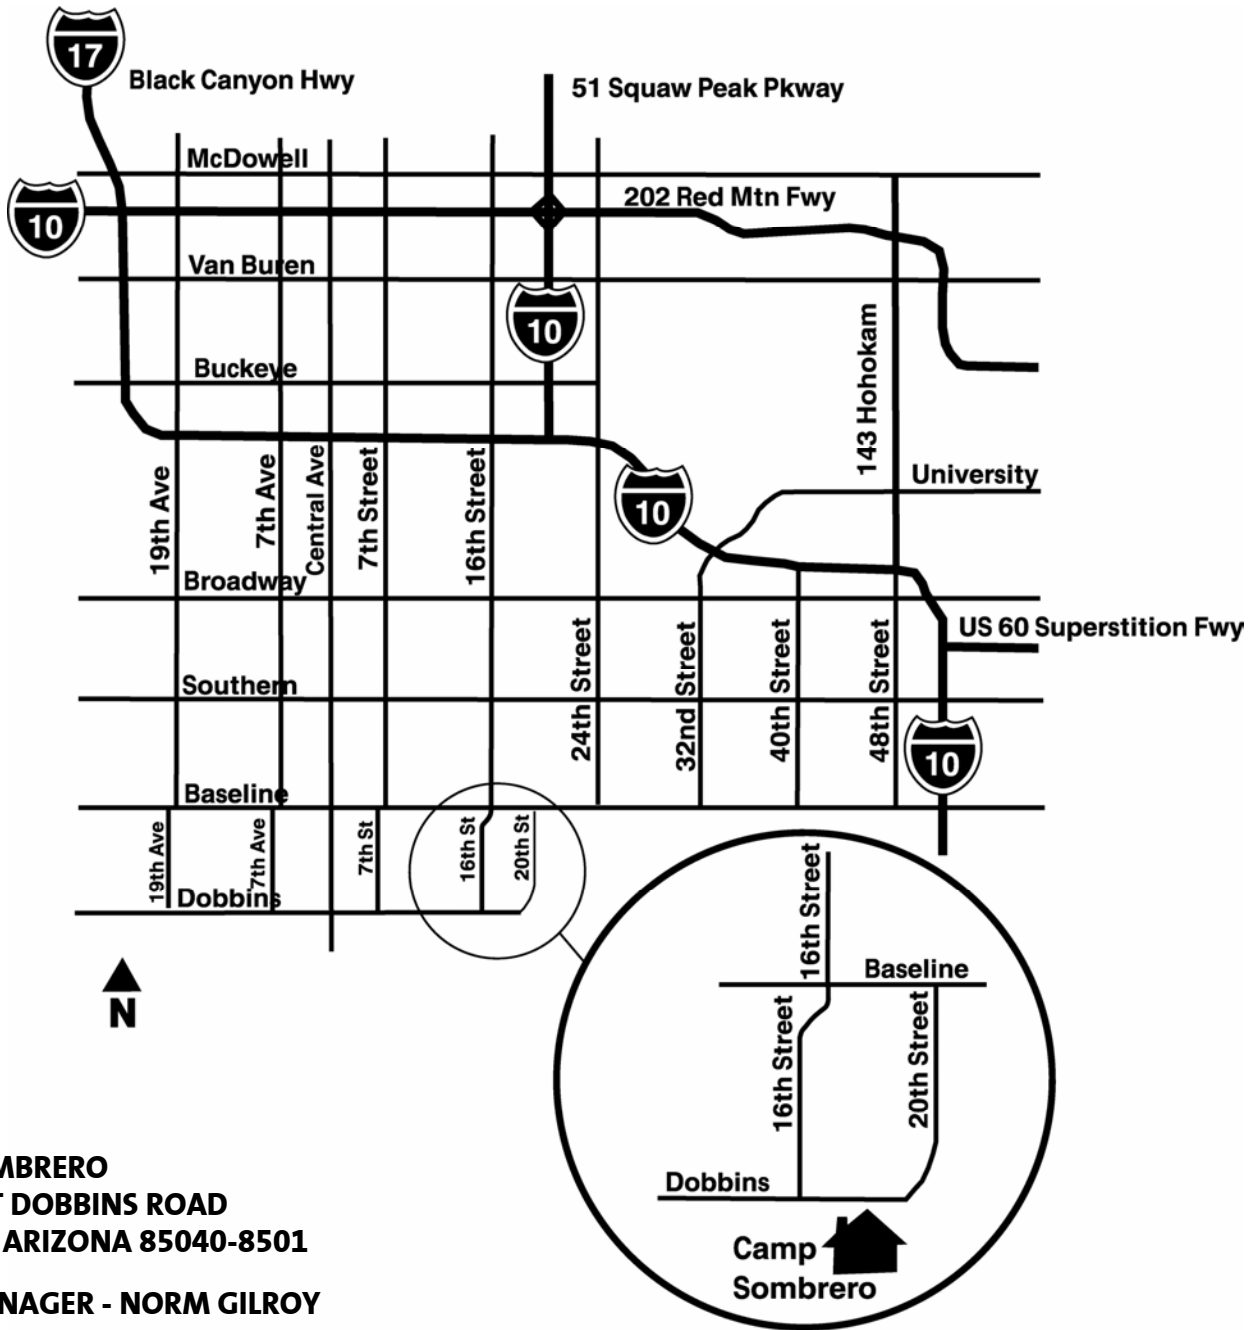 17
Black Canyon Hwy
51 Squaw Peak Pkway
McDowell
10
202 Red Mtn Fwy
Van Buren
10
Buckeye
143 Hohokam
University
19th Ave
7th Ave
Central Ave
7th Street
16th Street
10
Broadway
US 60 Superstition Fwy
Southern
24th Street
32nd Street
40th Street
48th Street
10
Baseline
19th Ave
7th Ave
7th St
16th St
20th St
Dobbins
N
16th Street
Baseline
16th Street
20th Street
Dobbins
Camp
Sombrero
MBRERO
T DOBBINS ROAD
ARIZONA 85040-8501
NAGER - NORM GILROY